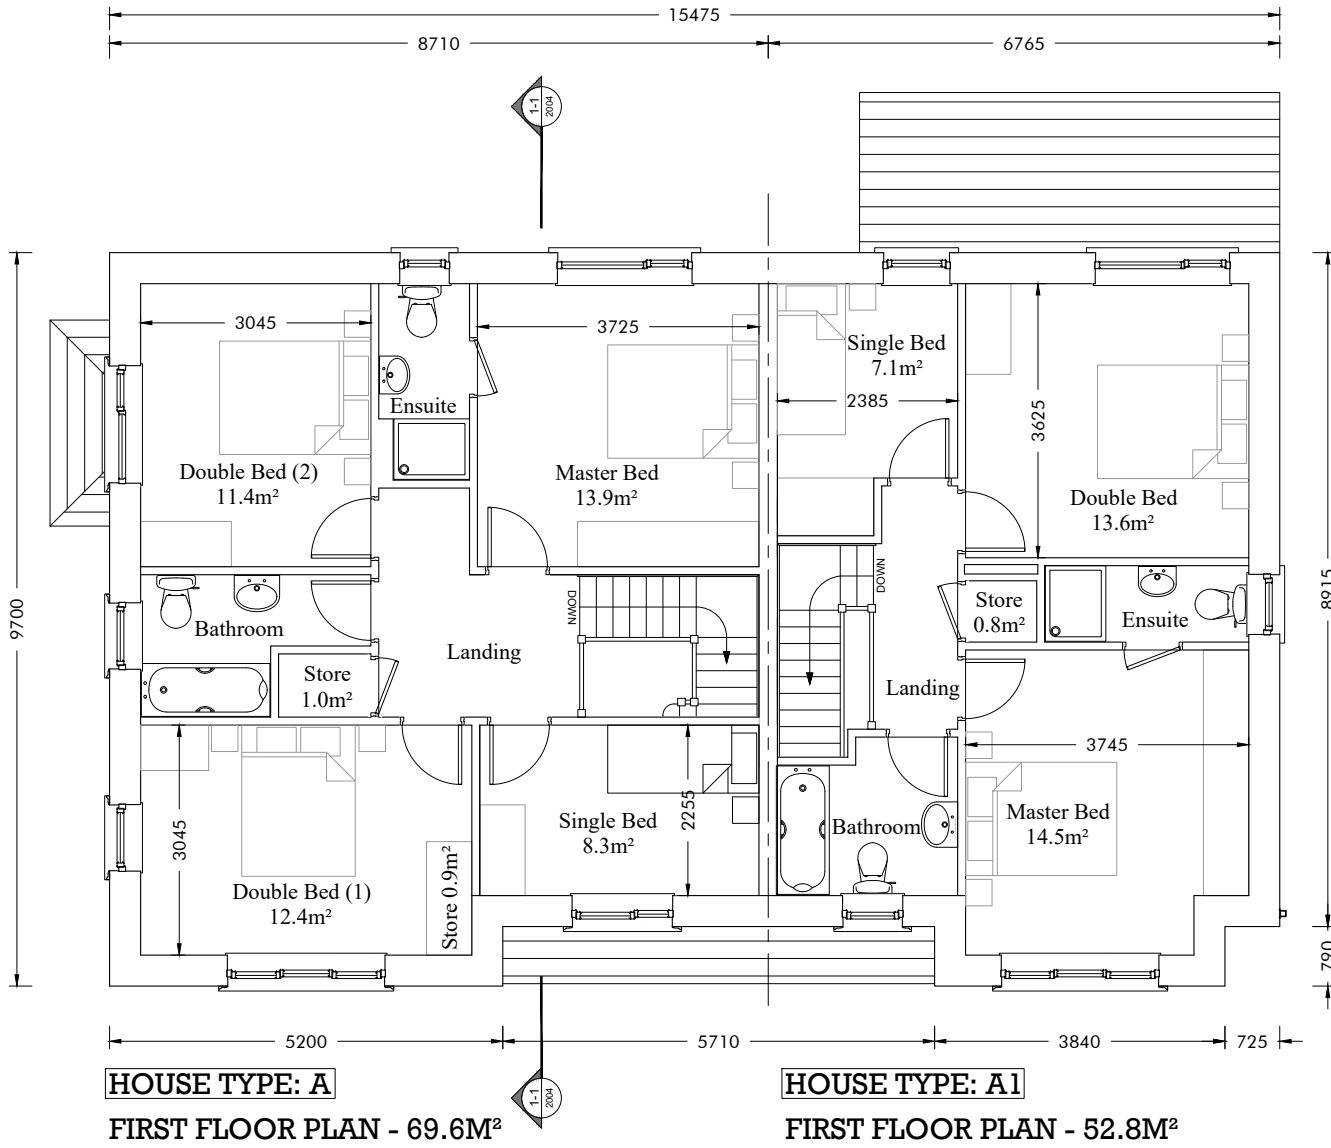 15475
8710
6765
1-1
2004
3045
3725
Single Bed
7.1m²
2385
3625
Ensuite
Double Bed (2)
11.4m²
Master Bed
13.9m²
Double Bed
13.6m²
9700
8915
DOWN
DOWN
Store
0.8m²
Ensuite
Bathroom
Landing
Store
1.0m²
Landing
3745
3045
2255
Single Bed
8.3m²
Bathroom
Master Bed
14.5m²
Double Bed (1)
12.4m²
Store 0.9m²
790
5200
5710
3840
725
HOUSE TYPE: A
HOUSE TYPE: A1
1-1
2004
FIRST FLOOR PLAN - 69.6M²
FIRST FLOOR PLAN - 52.8M²